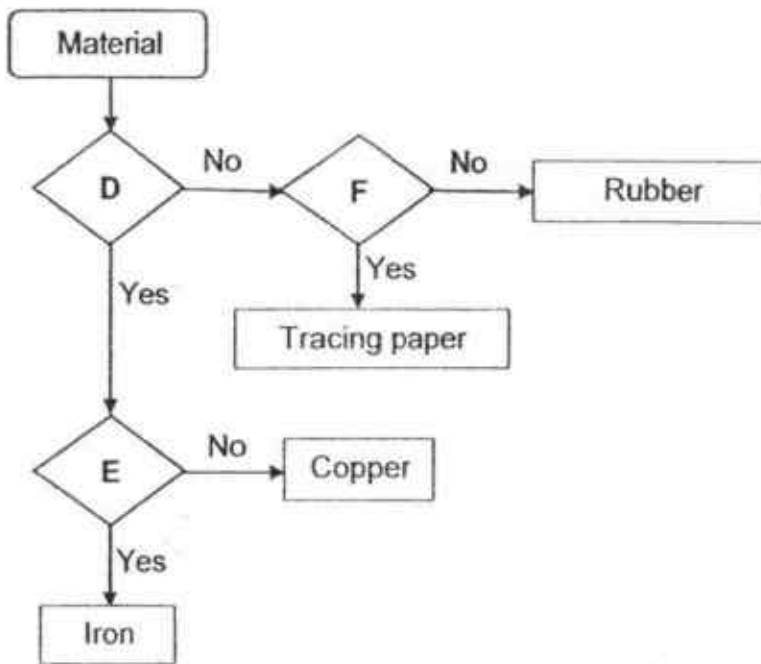 Material
D
No
F
No
Rubber
Yes
Yes
Tracing paper
E
No
Copper
Yes
Iron